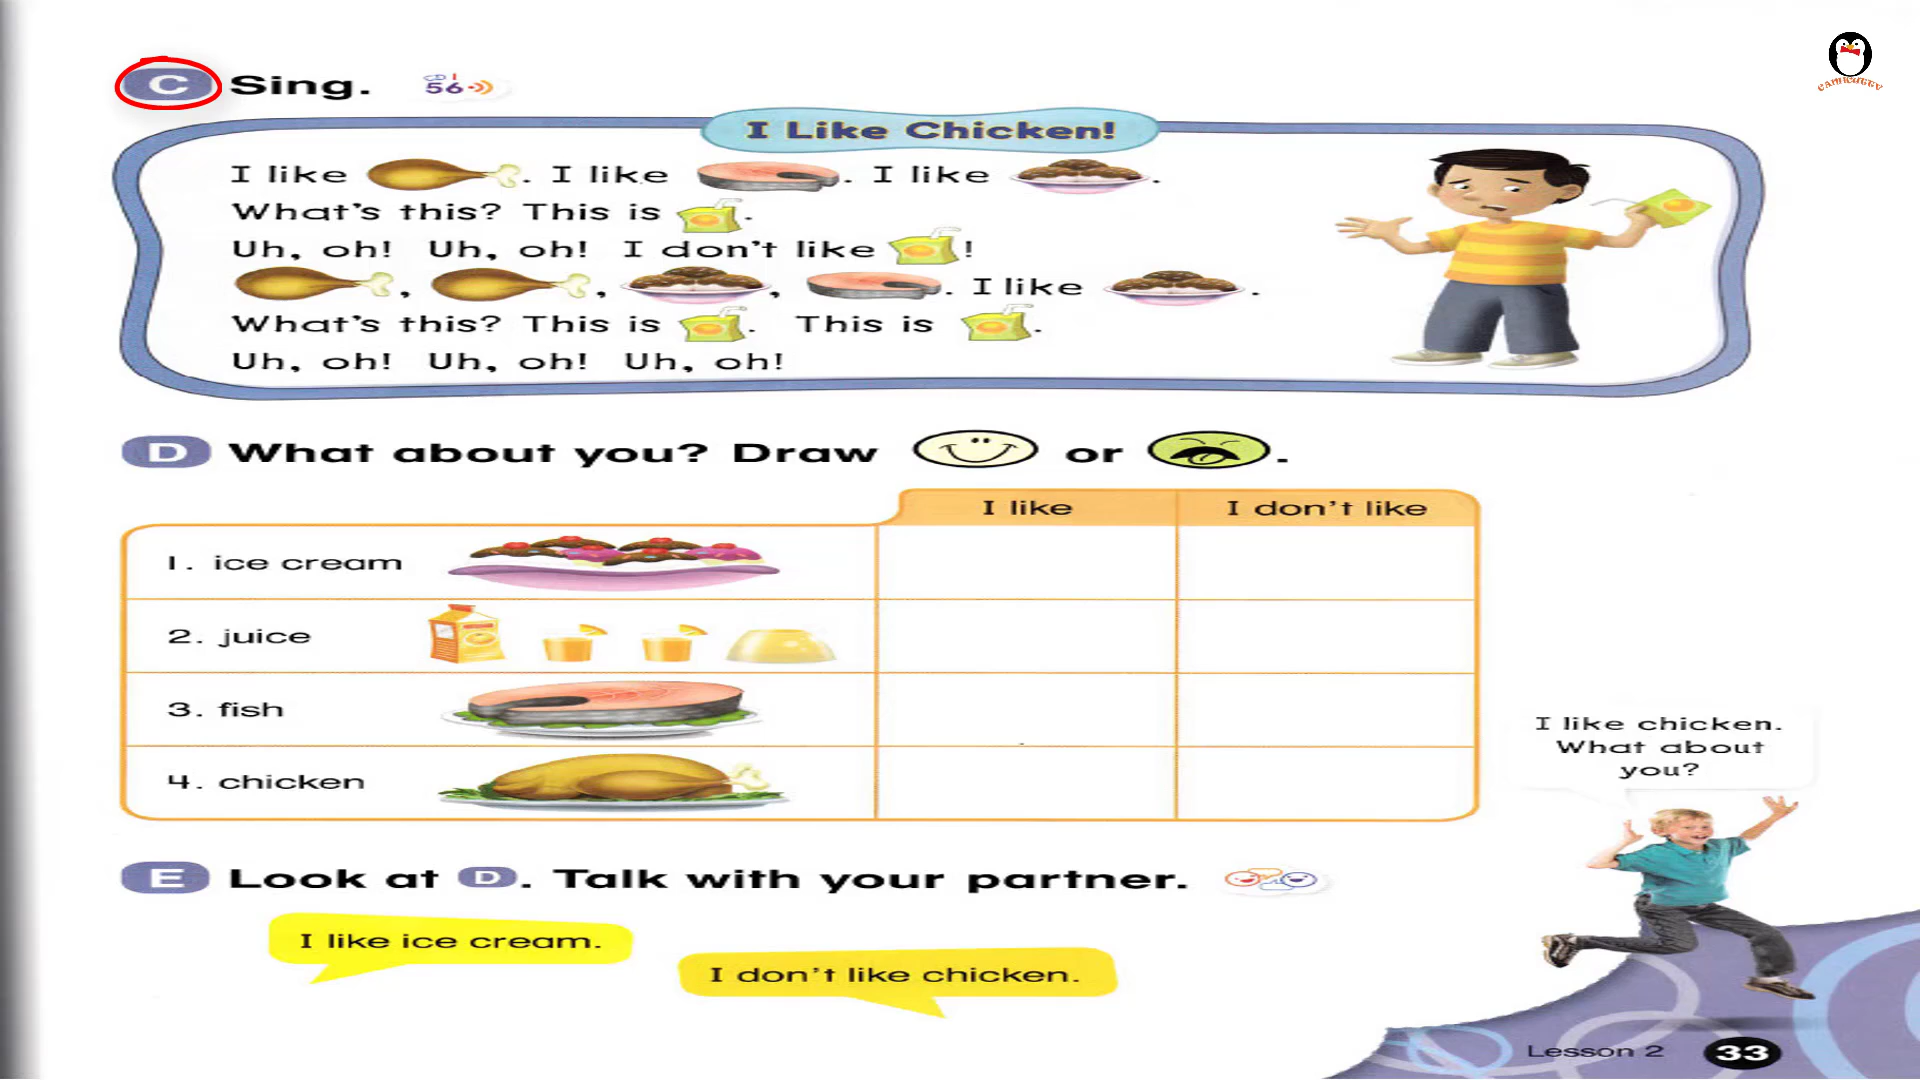 C Sing. CD 1 56
I Like Chicken!
I like . I like . I like .
What's this? This is .
Uh, oh! Uh, oh! I don't like !
, , , . I like .
What's this? This is . This is .
Uh, oh! Uh, oh! Uh, oh!
D What about you? Draw or .
I like I don't like
1. ice cream
2. juice
3. fish
4. chicken
I like chicken.
What about
you?
E Look at D. Talk with your partner.
I like ice cream.
I don't like chicken.
Lesson 2 33